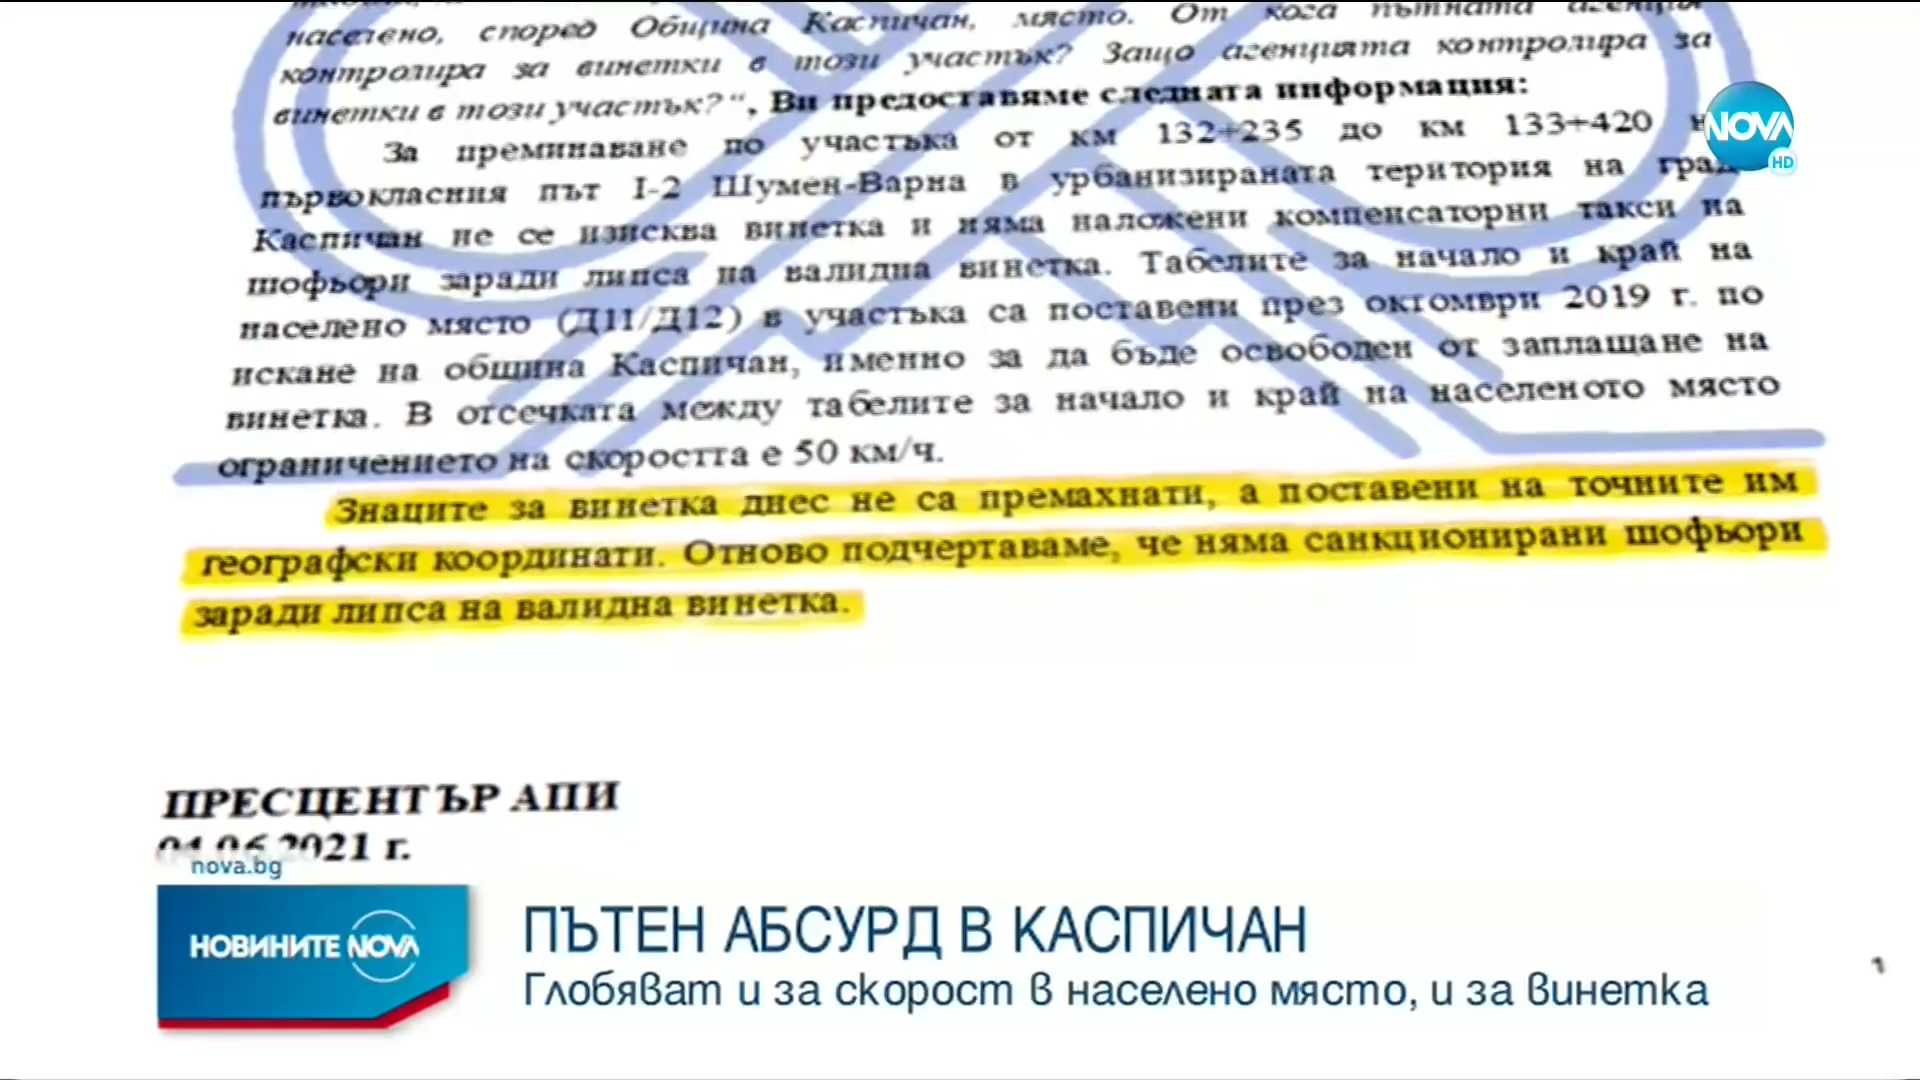 населено, според Община Каспичан, място. От кога пътната агенция
контролира за винетки в този участък? Защо агенцията контролира за
винетки в този участък?“, Ви предоставяме следната информация:
За преминаване по участъка от км 132+235 до км 133+420
първокласния път I-2 Шумен-Варна в урбанизираната територия на град
Каспичан не се изисква винетка и няма наложени компенсаторни такси на
шофьори заради липса на валидна винетка. Табелите за начало и край на
населено място (Д11/Д12) в участъка са поставени през октомври 2019 г. по
искане на община Каспичан, именно за да бъде освободен от заплащане на
винетка. В отсечката между табелите за начало и край на населеното място
ограничението на скоростта е 50 км/ч.
Знаците за винетка днес не са премахнати, а поставени на точните им
географски координати. Отново подчертаваме, че няма санкционирани шофьори
заради липса на валидна винетка.
ПРЕСЦЕНТЪР АПИ
04.06.2021 г.
nova.bg
НОВИНИТЕ NOVA
ПЪТЕН АБСУРД В КАСПИЧАН
Глобяват и за скорост в населено място, и за винетка
1
NOVA
HD